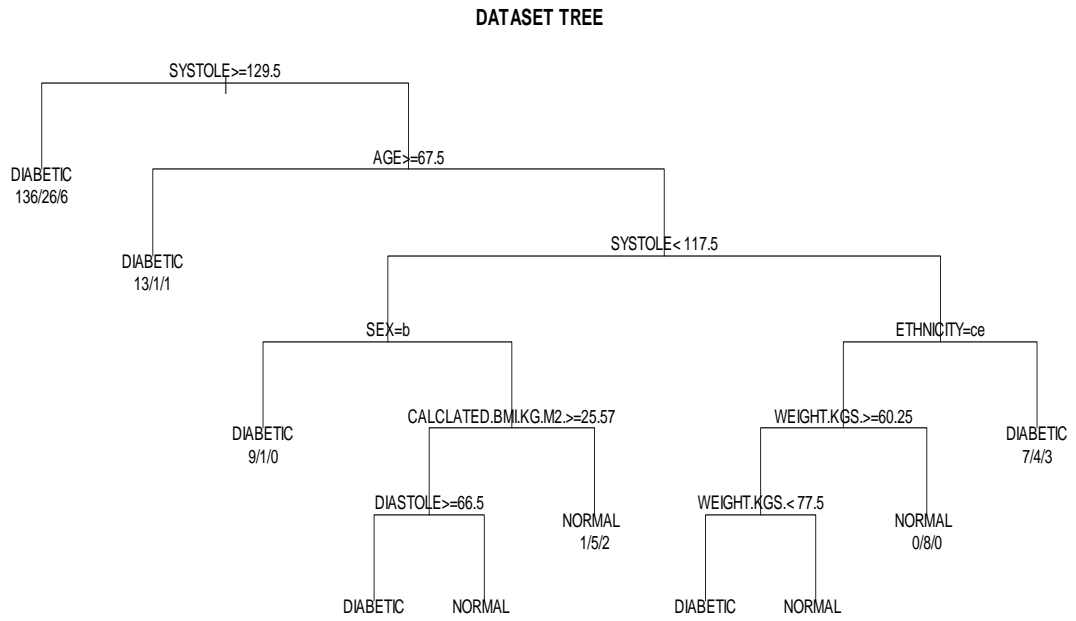 DATASET TREE
SYSTOLE>=129.5
DIABETIC
136/26/6
AGE>=67.5
DIABETIC
13/1/1
SYSTOLE< 117.5
SEX=b
ETHNICITY=ce
DIABETIC
9/1/0
CALCLATED.BMI.KG.M2.>=25.57
WEIGHT.KGS.>=60.25
DIABETIC
7/4/3
DIASTOLE>=66.5
NORMAL
1/5/2
WEIGHT.KGS.< 77.5
NORMAL
0/8/0
DIABETIC
NORMAL
DIABETIC
NORMAL